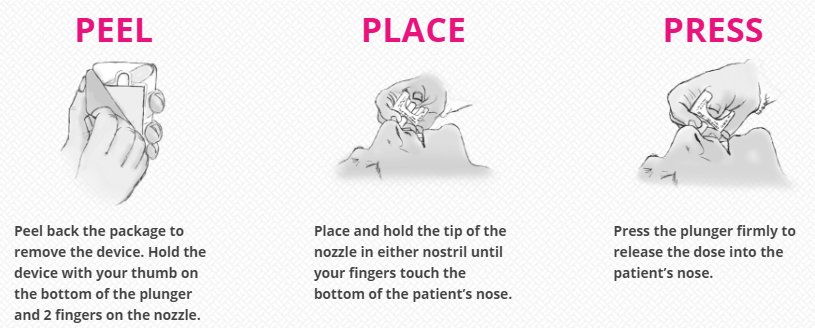 PEEL
Peel back the package to
remove the device. Hold the
device with your thumb on
the bottom of the plunger
and 2 fingers on the nozzle.
PLACE
Place and hold the tip of the
nozzle in either nostril until
your fingers touch the
bottom of the patient’s nose.
PRESS
Press the plunger firmly to
release the dose into the
patient’s nose.